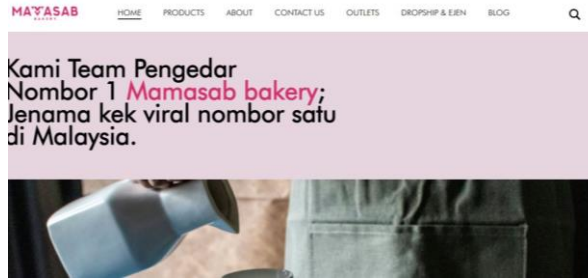 MAMASAB
BAKERY
HOME PRODUCTS ABOUT CONTACT US OUTLETS DROPSHIP & EJEN BLOG
Kami Team Pengedar
Nombor 1 Mamasab bakery;
Jenama kek viral nombor satu
di Malaysia.